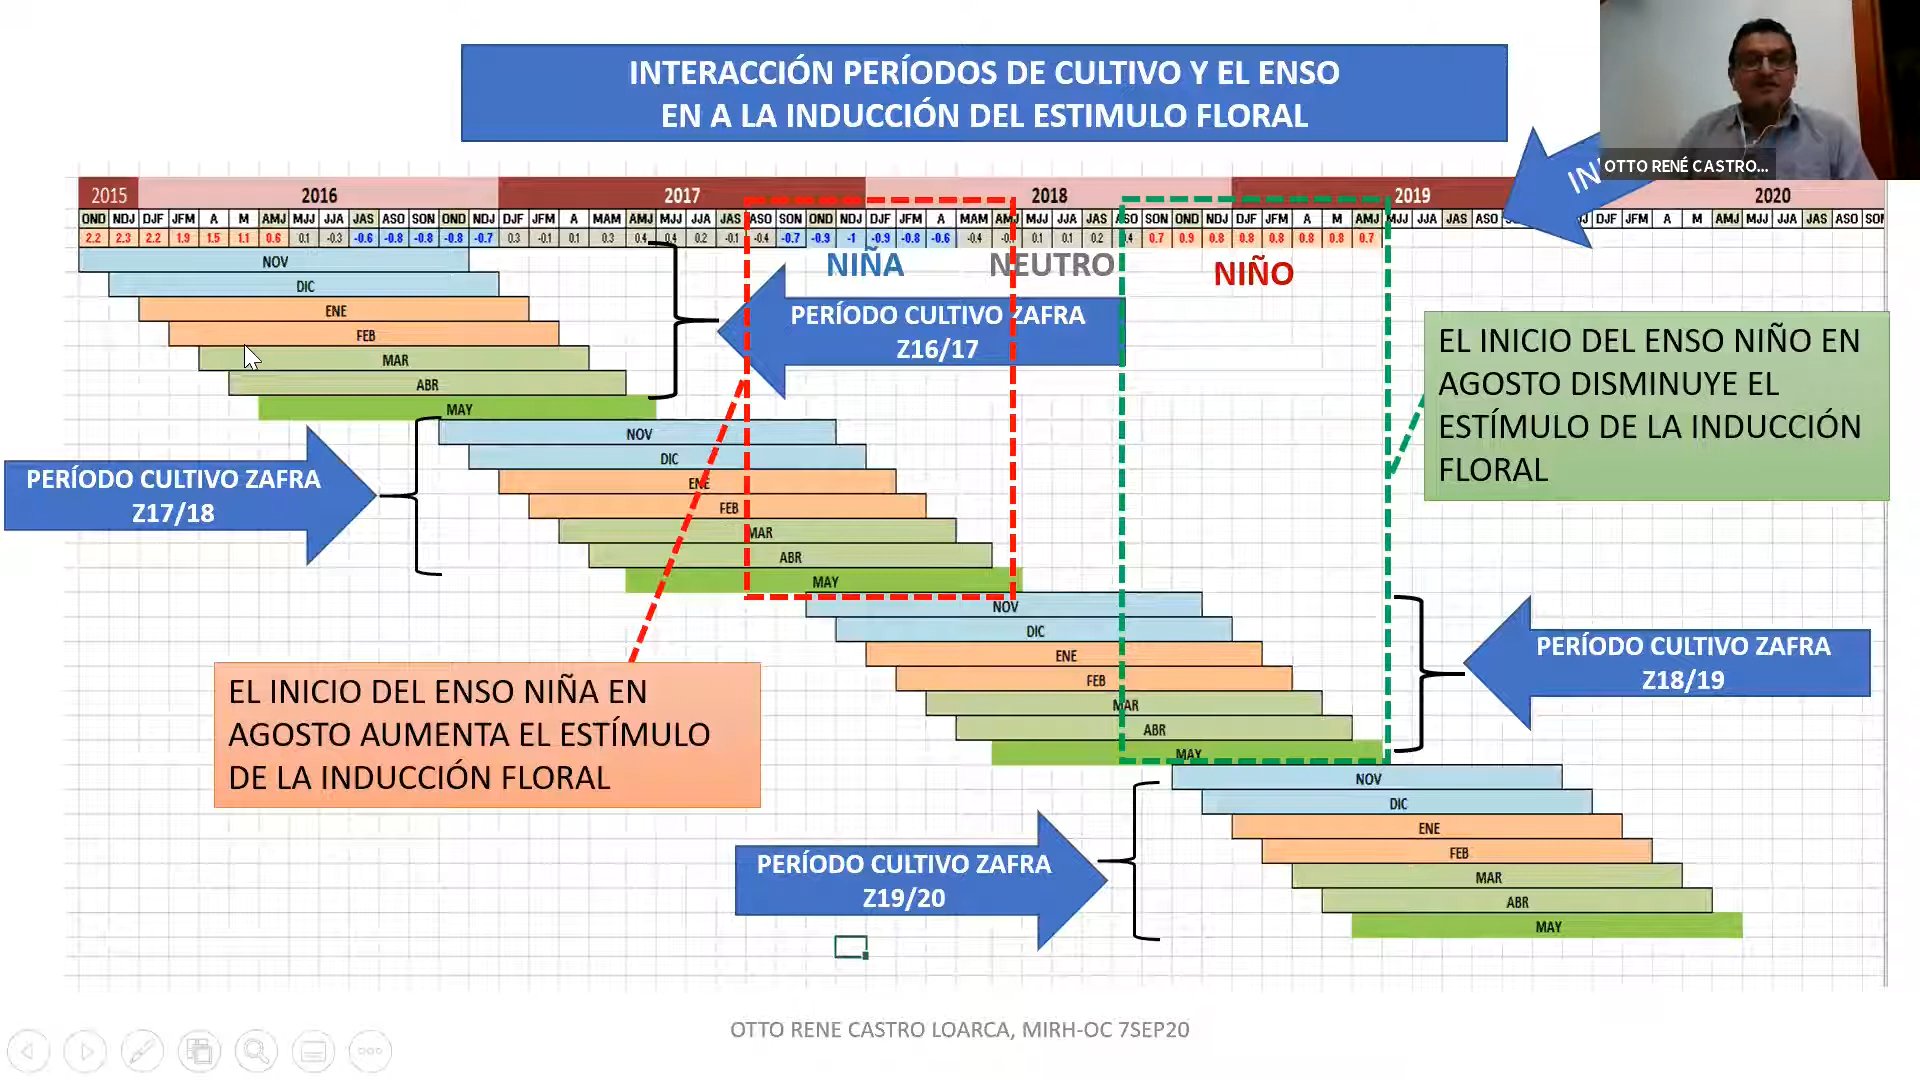 INTERACCIÓN PERÍODOS DE CULTIVO Y EL ENSO
EN A LA INDUCCIÓN DEL ESTIMULO FLORAL
OTTO RENÉ CASTRO...
2015 2016 2017 2018 2019 2020
OND NDJ DJF JFM A M AMJ MJJ JJA JAS ASO SON OND NDJ DJF JFM A MAM AMJ MJJ JJA JAS ASO SON OND NDJ DJF JFM A MAM AMJ MJJ JJA JAS ASO SON OND NDJ DJF JFM A M AMJ MJJ JJA JAS ASO DJF JFM A M AMJ MJJ JJA JAS ASO
2.2 2.3 2.2 1.9 1.5 1.1 0.6 0.1 -0.3 -0.6 -0.8 -0.8 -0.8 -0.7 0.3 -0.1 0.1 0.3 0.4 0.4 0.2 -0.1 -0.4 -0.7 -0.9 -1 -0.9 -0.8 -0.6 -0.4 0.1 0.1 0.2 0.7 0.9 0.8 0.8 0.8 0.8 0.8 0.7
NIÑA NEUTRO NIÑO
NOV
DIC
ENE
FEB
MAR
ABR
MAY
PERÍODO CULTIVO ZAFRA
Z16/17
EL INICIO DEL ENSO NIÑO EN
AGOSTO DISMINUYE EL
ESTÍMULO DE LA INDUCCIÓN
FLORAL
PERÍODO CULTIVO ZAFRA
Z17/18
NOV
DIC
ENE
FEB
MAR
ABR
MAY
EL INICIO DEL ENSO NIÑA EN
AGOSTO AUMENTA EL ESTÍMULO
DE LA INDUCCIÓN FLORAL
NOV
DIC
ENE
FEB
MAR
ABR
MAY
PERÍODO CULTIVO ZAFRA
Z18/19
PERÍODO CULTIVO ZAFRA
Z19/20
NOV
DIC
ENE
FEB
MAR
ABR
MAY
OTTO RENE CASTRO LOARCA, MIRH-OC 7SEP20